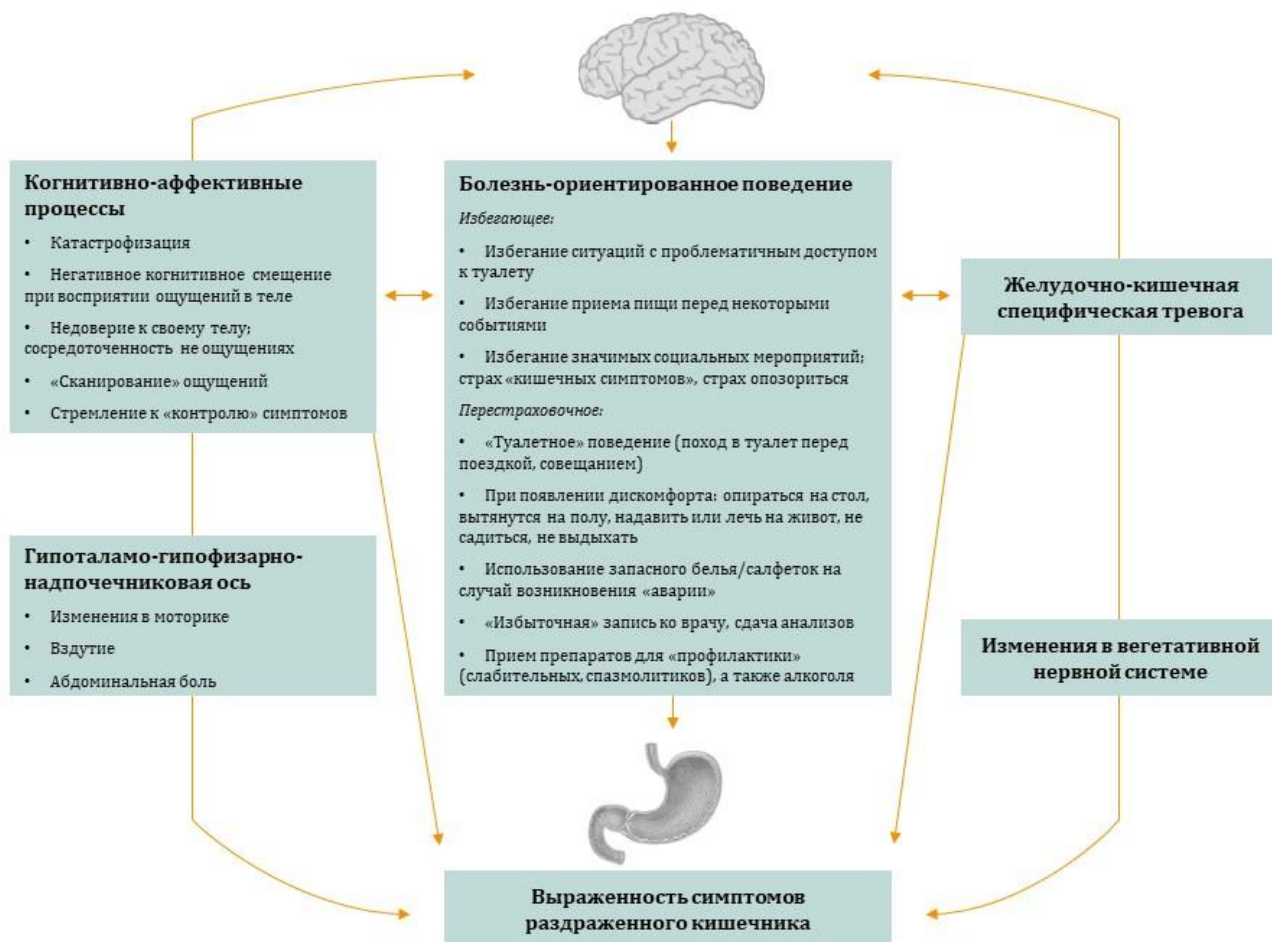 Когнитивно-аффективные
процессы
• Катастрофизация
• Негативное когнитивное смещение
при восприятии ощущений в теле
• Недоверие к своему телу;
сосредоточенность не ощущениях
• «Сканирование» ощущений
• Стремление к «контролю» симптомов
Гипоталамо-гипофизарно-
надпочечниковая ось
• Изменения в моторике
• Вздутие
• Абдоминальная боль
Болезнь-ориентированное поведение
Избегающее:
• Избегание ситуаций с проблематичным доступом
к туалету
• Избегание приема пищи перед некоторыми
событиями
• Избегание значимых социальных мероприятий;
страх «кишечных симптомов», страх опозориться
Перестраховочное:
• «Туалетное» поведение (поход в туалет перед
поездкой, совещанием)
• При появлении дискомфорта: опираться на стол,
вытянутся на полу, надавить или лечь на живот, не
садиться, не выдыхать
• Использование запасного белья/салфеток на
случай возникновения «аварии»
• «Избыточная» запись ко врачу, сдача анализов
• Прием препаратов для «профилактики»
(слабительных, спазмолитиков), а также алкоголя
Желудочно-кишечная
специфическая тревога
Изменения в вегетативной
нервной системе
Выраженность симптомов
раздраженного кишечника